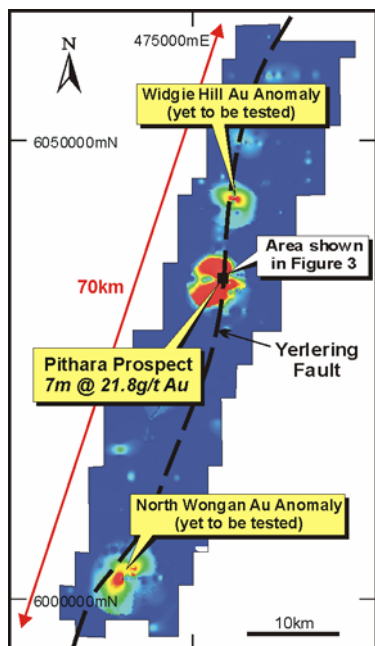 N
475000mE
Widgie Hill Au Anomaly
(yet to be tested)
6050000mN
Area shown
in Figure 3
70km
Yerlering
Fault
Pithara Prospect
7m @ 21.8g/t Au
North Wongan Au Anomaly
(yet to be tested)
6000000mN
10km